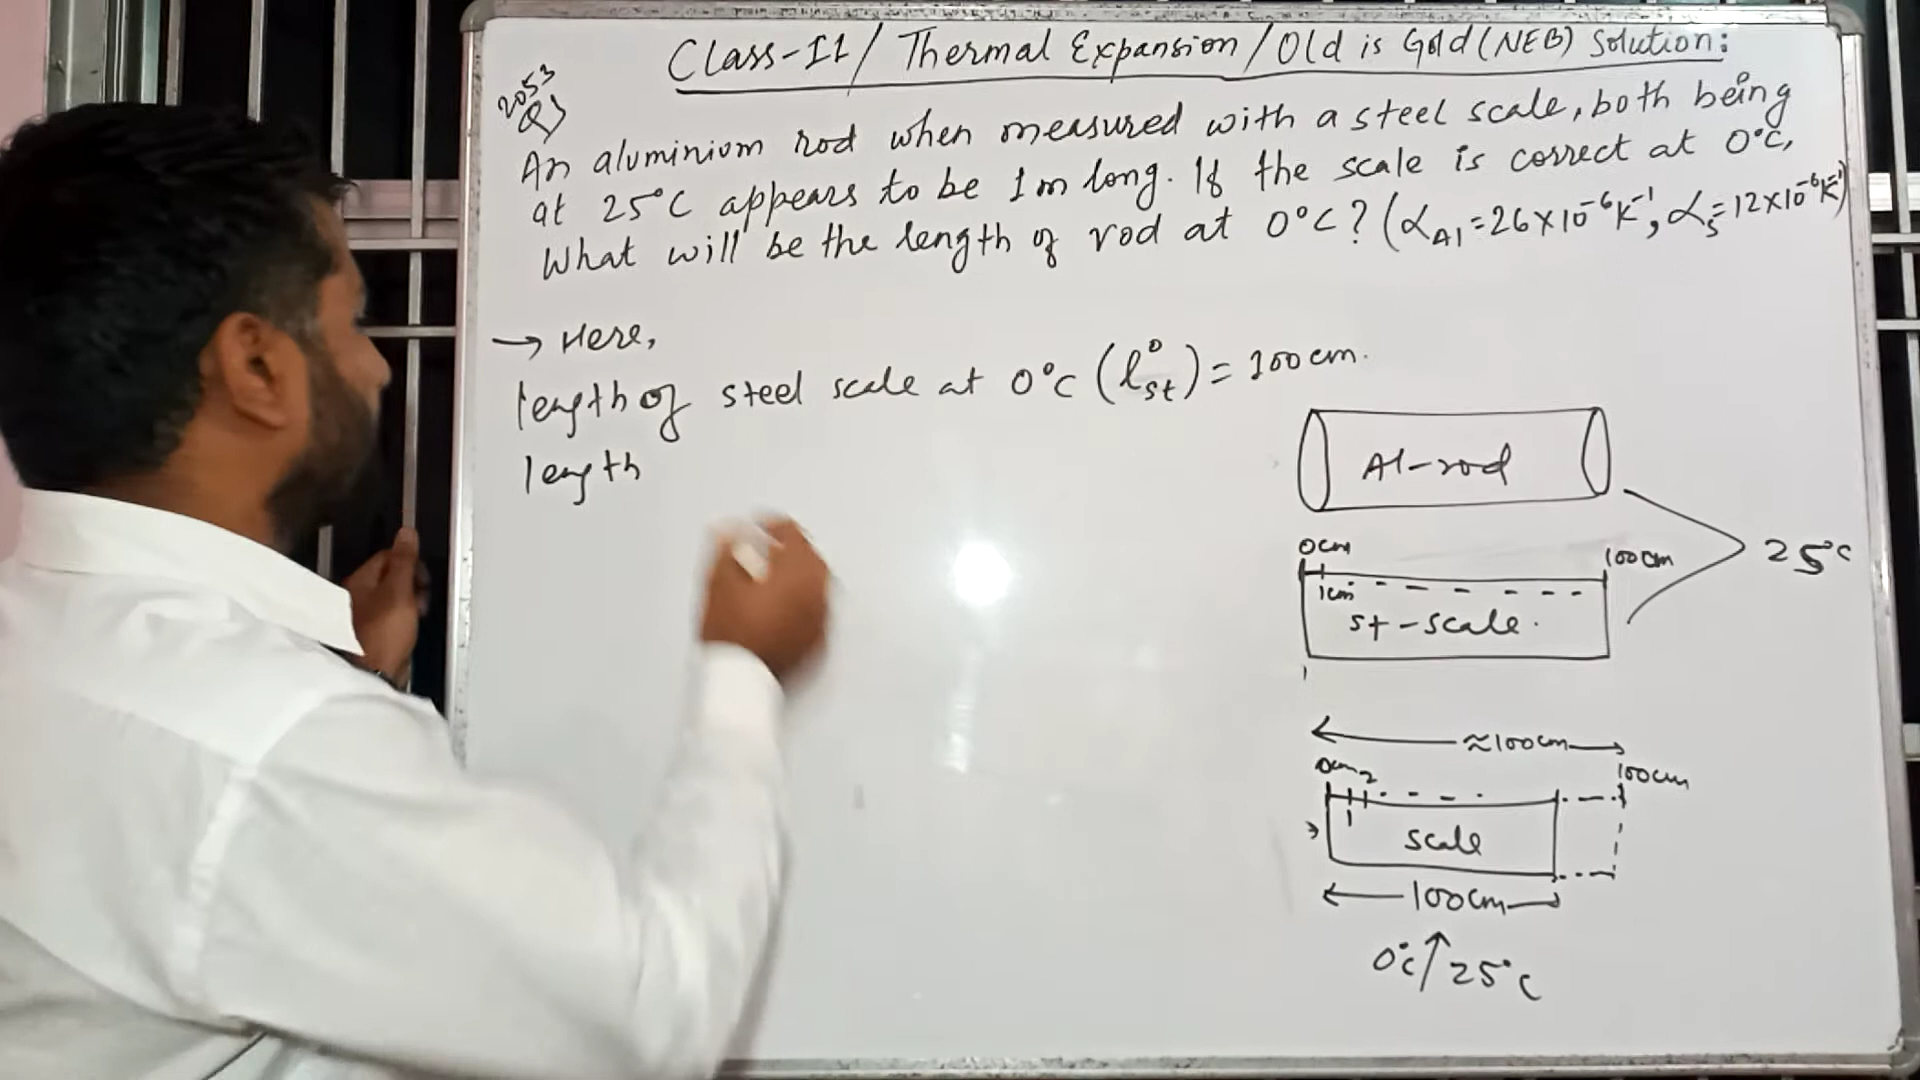 Class-11/ Thermal Expansion/Old is Gold(NEB) Solution:
2053
Q)
An aluminium rod when measured with a steel scale, both being
at 25°C appears to be 1m long. If the scale is correct at 0°C,
What will be the length of rod at 0°C? (αAl=26×10⁻⁶K⁻¹, αs=12×10⁻⁶K⁻¹)
→ Here,
length of steel scale at 0°C (l°st) = 100cm.
length
Al-rod
0cm
100cm
25°C
1cm
st-scale.
≈100cm
0cm 2
100cm
1
scale
100cm
0°C ↑ 25°C